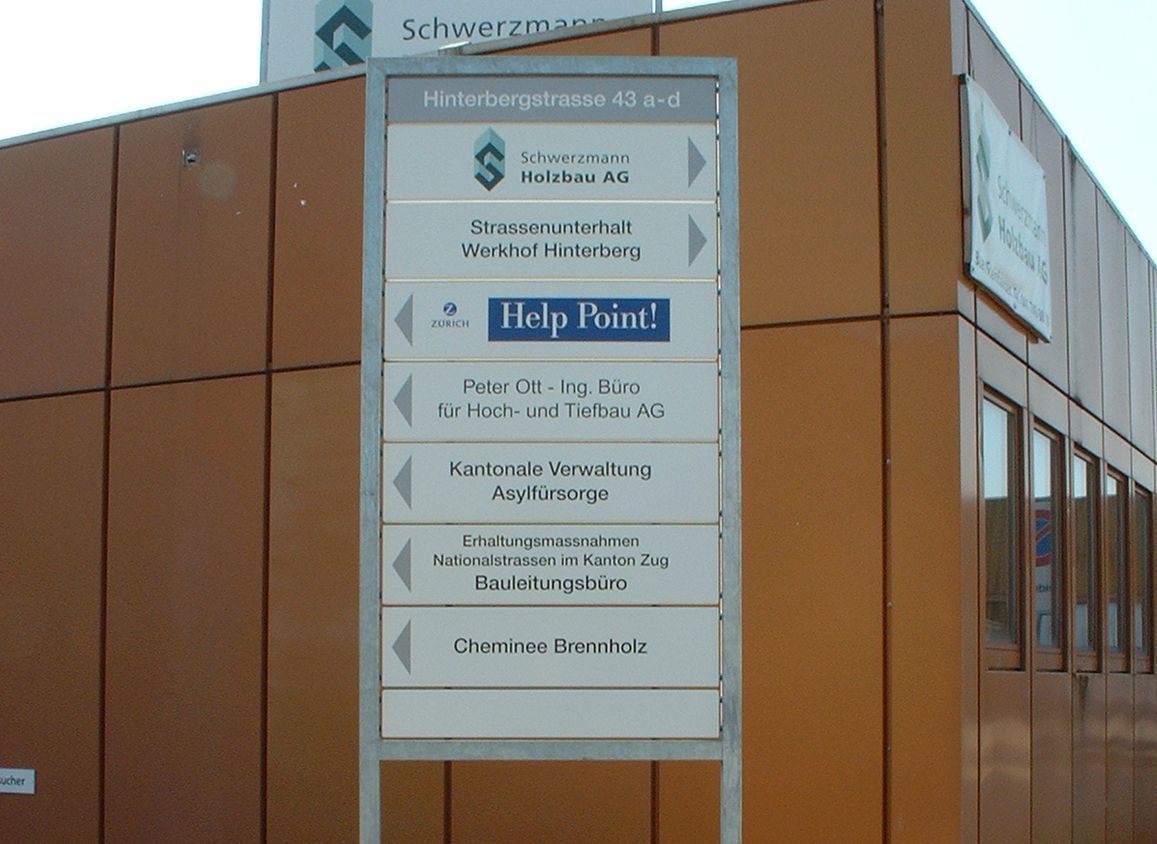 Schwerzmann
Hinterbergstrasse 43 a-d
Schwerzmann
Holzbau AG
Strassenunterhalt
Werkhof Hinterberg
ZURICH
Help Point!
Peter Ott - Ing. Büro
für Hoch- und Tiefbau AG
Kantonale Verwaltung
Asylfürsorge
Erhaltungsmassnahmen
Nationalstrassen im Kanton Zug
Bauleitungsbüro
Cheminee Brennholz
Schwerzmann
Holzbau AG
sucher